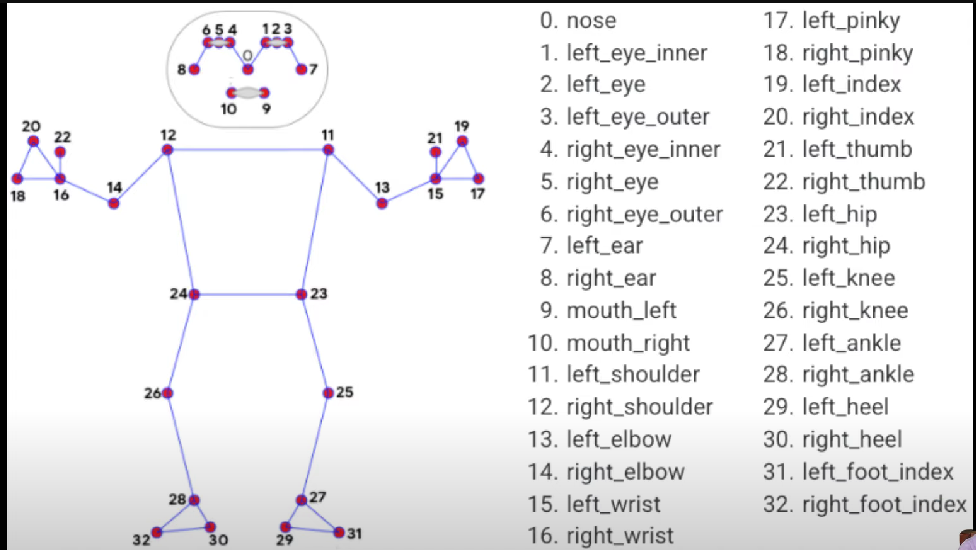 6 5 4 1 2 3
0
8 7
10 9
20 22 12 11 21 19
18 16 14 13 15 17
24 23
26 25
28 27
32 30 29 31
0. nose
1. left_eye_inner
2. left_eye
3. left_eye_outer
4. right_eye_inner
5. right_eye
6. right_eye_outer
7. left_ear
8. right_ear
9. mouth_left
10. mouth_right
11. left_shoulder
12. right_shoulder
13. left_elbow
14. right_elbow
15. left_wrist
16. right_wrist
17. left_pinky
18. right_pinky
19. left_index
20. right_index
21. left_thumb
22. right_thumb
23. left_hip
24. right_hip
25. left_knee
26. right_knee
27. left_ankle
28. right_ankle
29. left_heel
30. right_heel
31. left_foot_index
32. right_foot_index